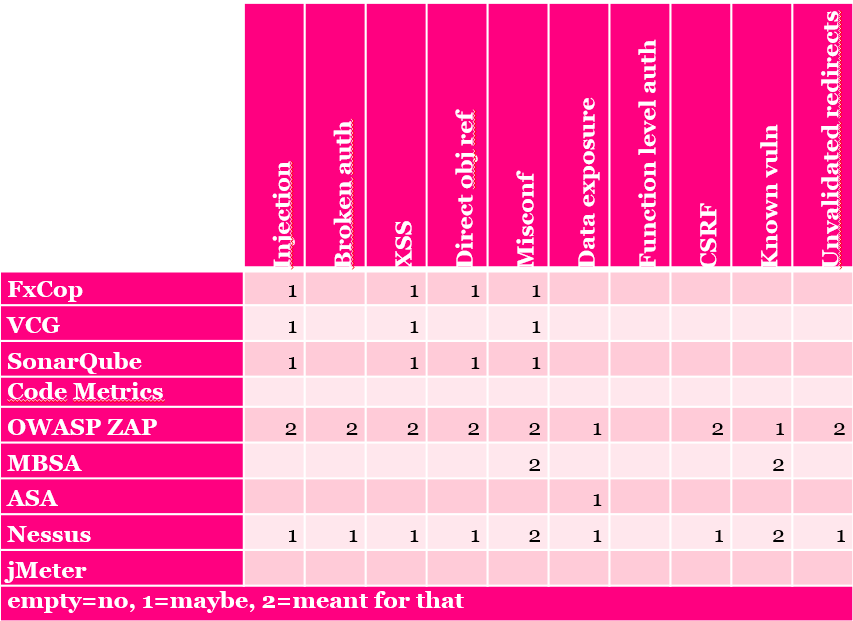 Injection Broken auth XSS Direct obj ref Misconf Data exposure Function level auth CSRF Known vuln Unvalidated redirects
FxCop 1 1 1 1
VCG 1 1 1
SonarQube 1 1 1 1
Code Metrics
OWASP ZAP 2 2 2 2 2 1 2 1 2
MBSA 2 2
ASA 1
Nessus 1 1 1 1 2 1 1 2 1
jMeter
empty=no, 1=maybe, 2=meant for that